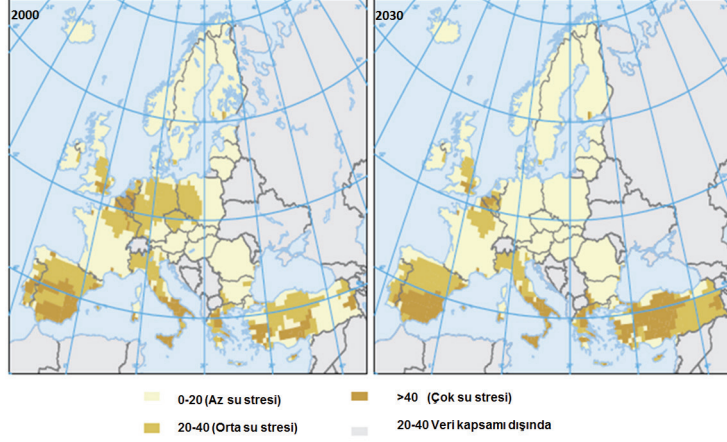 2000
2030
0-20 (Az su stresi)
>40 (Çok su stresi)
20-40 (Orta su stresi)
20-40 Veri kapsamı dışında